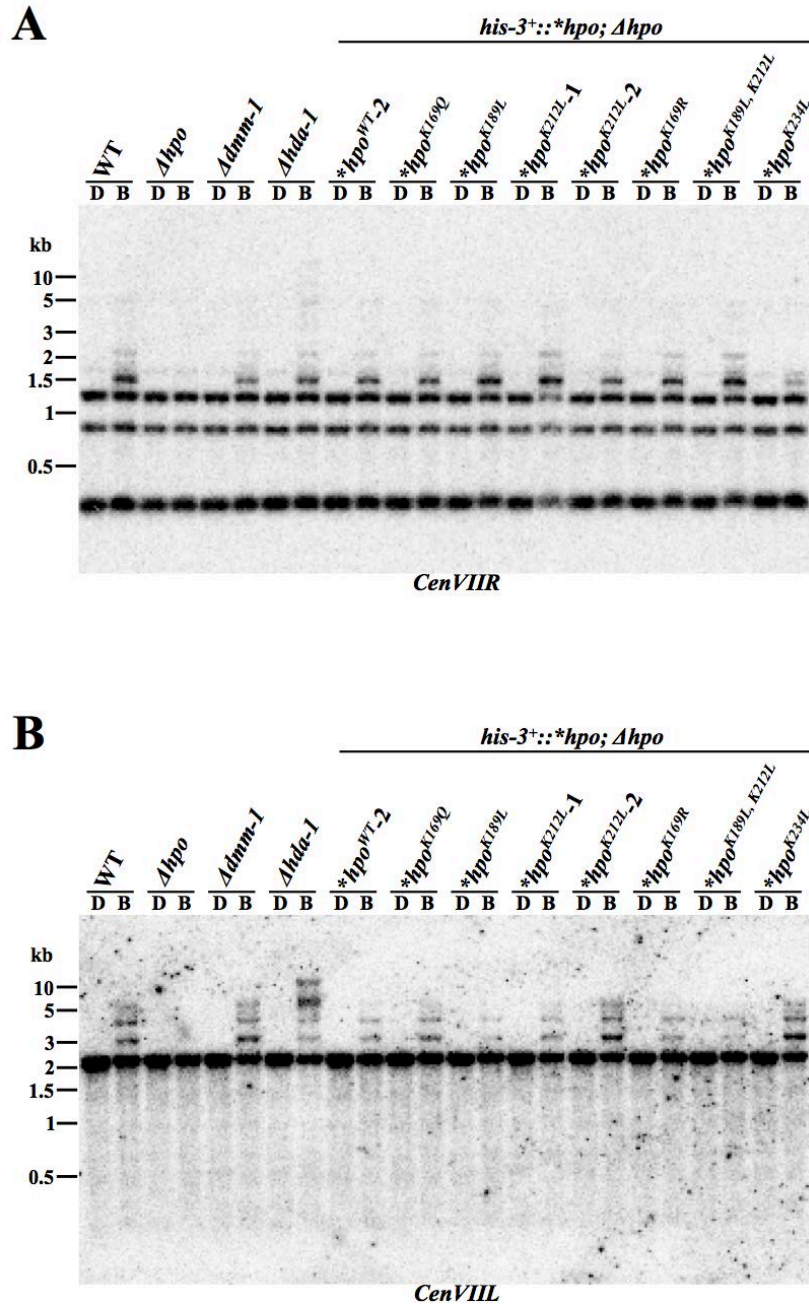 A
his-3⁺::*hpo; Δhpo
WT Δhpo Δdmm-1 Δhda-1 *hpo^WT-2 *hpo^K169Q *hpo^K189L *hpo^K212L-1 *hpo^K212L-2 *hpo^K169R *hpo^K189L, K212L *hpo^K234L
D B D B D B D B D B D B D B D B D B D B D B D B
kb
10
5
3
2
1.5
1
0.5
CenVIIR
B
his-3⁺::*hpo; Δhpo
WT Δhpo Δdmm-1 Δhda-1 *hpo^WT-2 *hpo^K169Q *hpo^K189L *hpo^K212L-1 *hpo^K212L-2 *hpo^K169R *hpo^K189L, K212L *hpo^K234L
D B D B D B D B D B D B D B D B D B D B D B D B
kb
10
5
3
2
1.5
1
0.5
CenVIIL